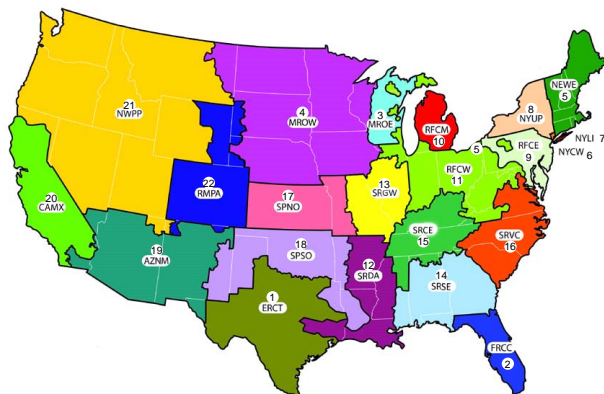 21
NWPP
4
MROW
3
MROE
RFCM
10
8
NYUP
NEWE
5
NYLI 7
NYCW 6
RFCE
9
5
RFCW
11
13
SRGW
22
RMPA
17
SPNO
20
CAMX
19
AZNM
18
SPSO
12
SRDA
SRCE
15
SRVC
16
14
SRSE
1
ERCT
FRCC
2